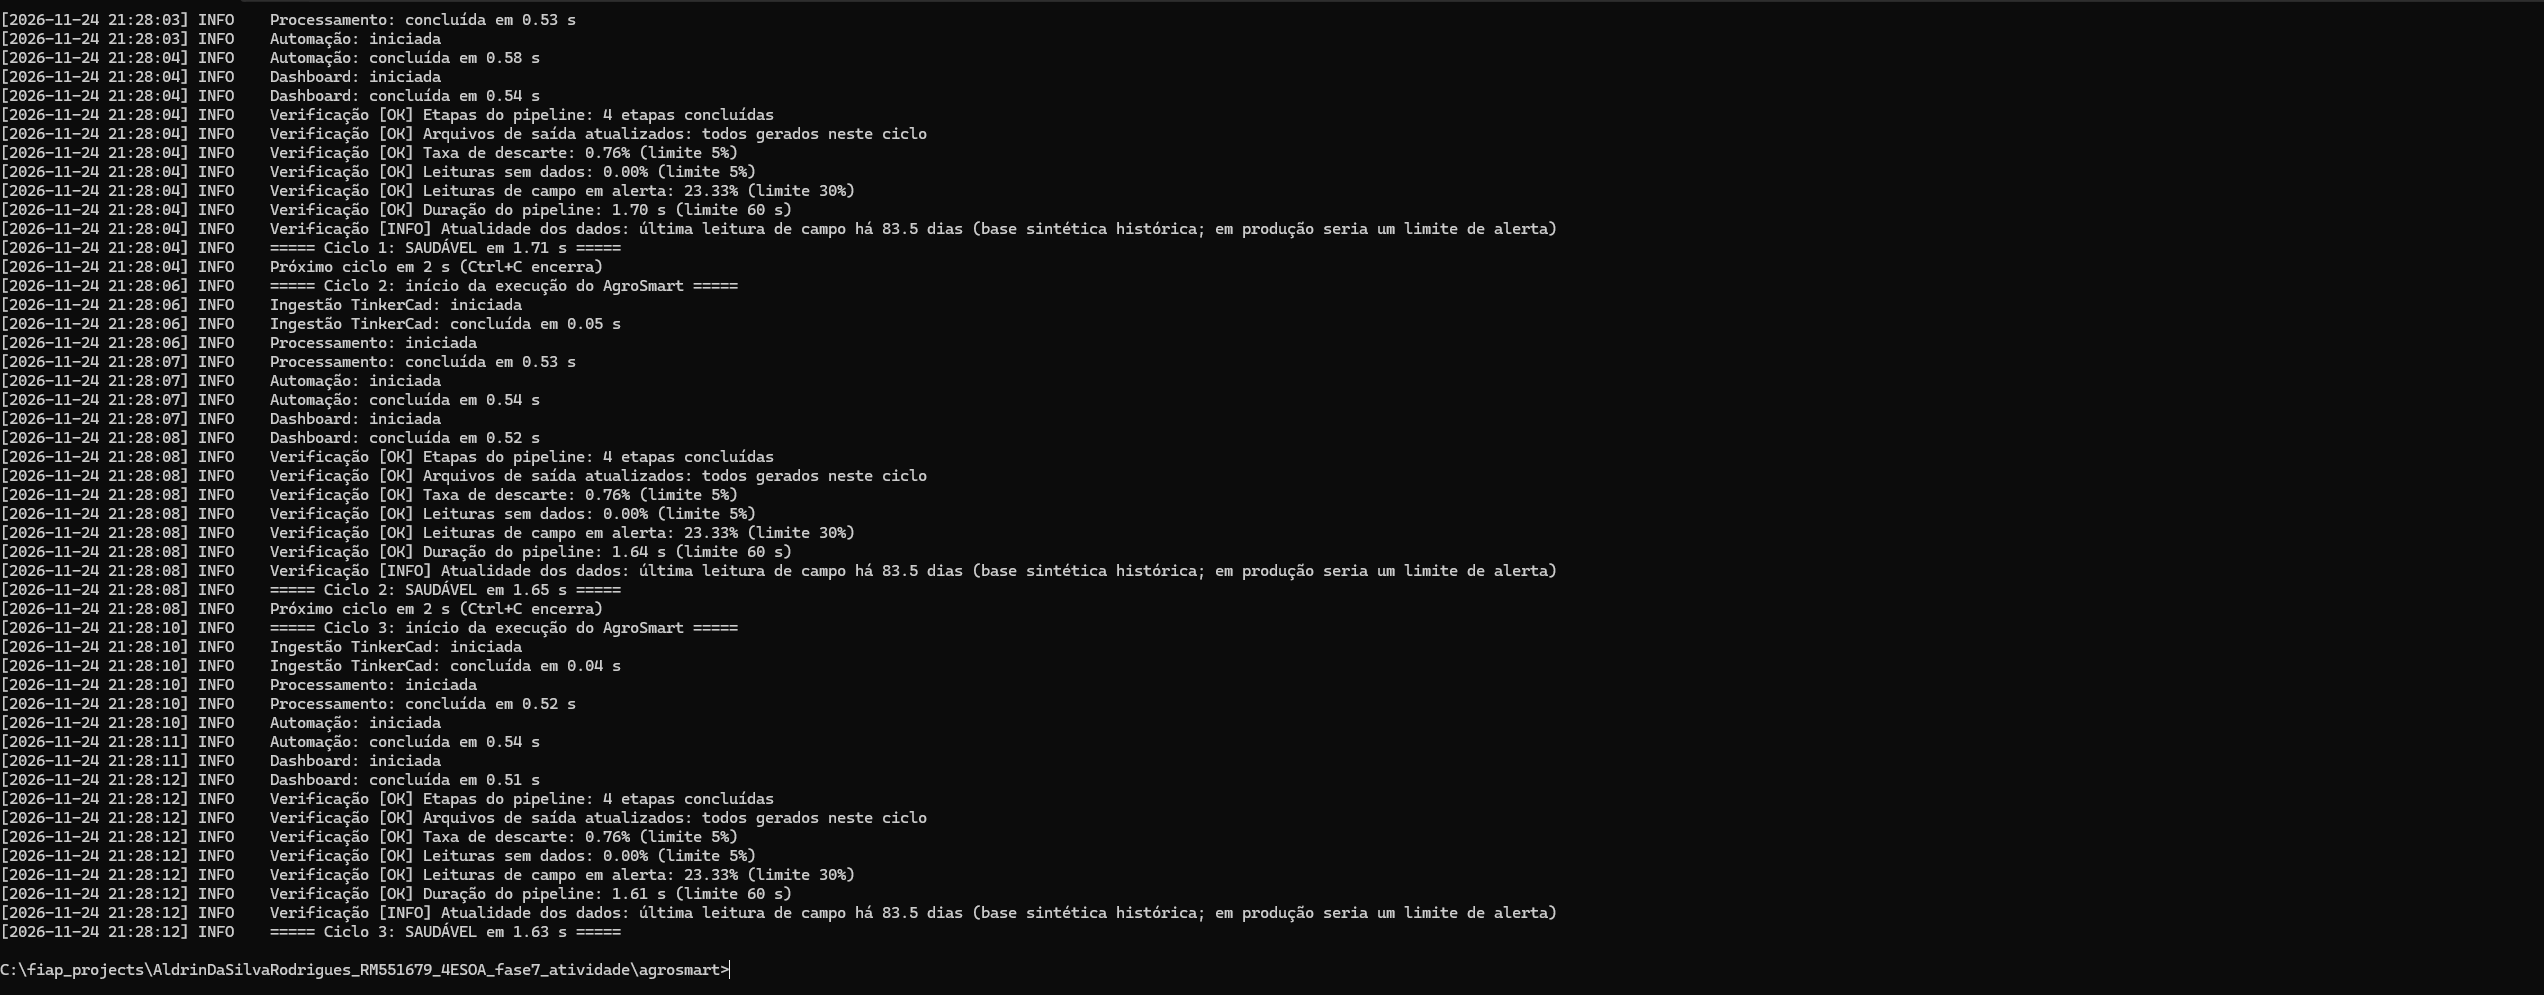 [2026-11-24 21:28:03] INFO    Processamento: concluída em 0.53 s
[2026-11-24 21:28:03] INFO    Automação: iniciada
[2026-11-24 21:28:04] INFO    Automação: concluída em 0.58 s
[2026-11-24 21:28:04] INFO    Dashboard: iniciada
[2026-11-24 21:28:04] INFO    Dashboard: concluída em 0.54 s
[2026-11-24 21:28:04] INFO    Verificação [OK] Etapas do pipeline: 4 etapas concluídas
[2026-11-24 21:28:04] INFO    Verificação [OK] Arquivos de saída atualizados: todos gerados neste ciclo
[2026-11-24 21:28:04] INFO    Verificação [OK] Taxa de descarte: 0.76% (limite 5%)
[2026-11-24 21:28:04] INFO    Verificação [OK] Leituras sem dados: 0.00% (limite 5%)
[2026-11-24 21:28:04] INFO    Verificação [OK] Leituras de campo em alerta: 23.33% (limite 30%)
[2026-11-24 21:28:04] INFO    Verificação [OK] Duração do pipeline: 1.70 s (limite 60 s)
[2026-11-24 21:28:04] INFO    Verificação [INFO] Atualidade dos dados: última leitura de campo há 83.5 dias (base sintética histórica; em produção seria um limite de alerta)
[2026-11-24 21:28:04] INFO    ===== Ciclo 1: SAUDÁVEL em 1.71 s =====
[2026-11-24 21:28:04] INFO    Próximo ciclo em 2 s (Ctrl+C encerra)
[2026-11-24 21:28:06] INFO    ===== Ciclo 2: início da execução do AgroSmart =====
[2026-11-24 21:28:06] INFO    Ingestão TinkerCad: iniciada
[2026-11-24 21:28:06] INFO    Ingestão TinkerCad: concluída em 0.05 s
[2026-11-24 21:28:06] INFO    Processamento: iniciada
[2026-11-24 21:28:07] INFO    Processamento: concluída em 0.53 s
[2026-11-24 21:28:07] INFO    Automação: iniciada
[2026-11-24 21:28:07] INFO    Automação: concluída em 0.54 s
[2026-11-24 21:28:07] INFO    Dashboard: iniciada
[2026-11-24 21:28:08] INFO    Dashboard: concluída em 0.52 s
[2026-11-24 21:28:08] INFO    Verificação [OK] Etapas do pipeline: 4 etapas concluídas
[2026-11-24 21:28:08] INFO    Verificação [OK] Arquivos de saída atualizados: todos gerados neste ciclo
[2026-11-24 21:28:08] INFO    Verificação [OK] Taxa de descarte: 0.76% (limite 5%)
[2026-11-24 21:28:08] INFO    Verificação [OK] Leituras sem dados: 0.00% (limite 5%)
[2026-11-24 21:28:08] INFO    Verificação [OK] Leituras de campo em alerta: 23.33% (limite 30%)
[2026-11-24 21:28:08] INFO    Verificação [OK] Duração do pipeline: 1.64 s (limite 60 s)
[2026-11-24 21:28:08] INFO    Verificação [INFO] Atualidade dos dados: última leitura de campo há 83.5 dias (base sintética histórica; em produção seria um limite de alerta)
[2026-11-24 21:28:08] INFO    ===== Ciclo 2: SAUDÁVEL em 1.65 s =====
[2026-11-24 21:28:08] INFO    Próximo ciclo em 2 s (Ctrl+C encerra)
[2026-11-24 21:28:10] INFO    ===== Ciclo 3: início da execução do AgroSmart =====
[2026-11-24 21:28:10] INFO    Ingestão TinkerCad: iniciada
[2026-11-24 21:28:10] INFO    Ingestão TinkerCad: concluída em 0.04 s
[2026-11-24 21:28:10] INFO    Processamento: iniciada
[2026-11-24 21:28:10] INFO    Processamento: concluída em 0.52 s
[2026-11-24 21:28:10] INFO    Automação: iniciada
[2026-11-24 21:28:11] INFO    Automação: concluída em 0.54 s
[2026-11-24 21:28:11] INFO    Dashboard: iniciada
[2026-11-24 21:28:12] INFO    Dashboard: concluída em 0.51 s
[2026-11-24 21:28:12] INFO    Verificação [OK] Etapas do pipeline: 4 etapas concluídas
[2026-11-24 21:28:12] INFO    Verificação [OK] Arquivos de saída atualizados: todos gerados neste ciclo
[2026-11-24 21:28:12] INFO    Verificação [OK] Taxa de descarte: 0.76% (limite 5%)
[2026-11-24 21:28:12] INFO    Verificação [OK] Leituras sem dados: 0.00% (limite 5%)
[2026-11-24 21:28:12] INFO    Verificação [OK] Leituras de campo em alerta: 23.33% (limite 30%)
[2026-11-24 21:28:12] INFO    Verificação [OK] Duração do pipeline: 1.61 s (limite 60 s)
[2026-11-24 21:28:12] INFO    Verificação [INFO] Atualidade dos dados: última leitura de campo há 83.5 dias (base sintética histórica; em produção seria um limite de alerta)
[2026-11-24 21:28:12] INFO    ===== Ciclo 3: SAUDÁVEL em 1.63 s =====
C:\fiap_projects\AldrinDaSilvaRodrigues_RM551679_4ESOA_fase7_atividade\agrosmart>